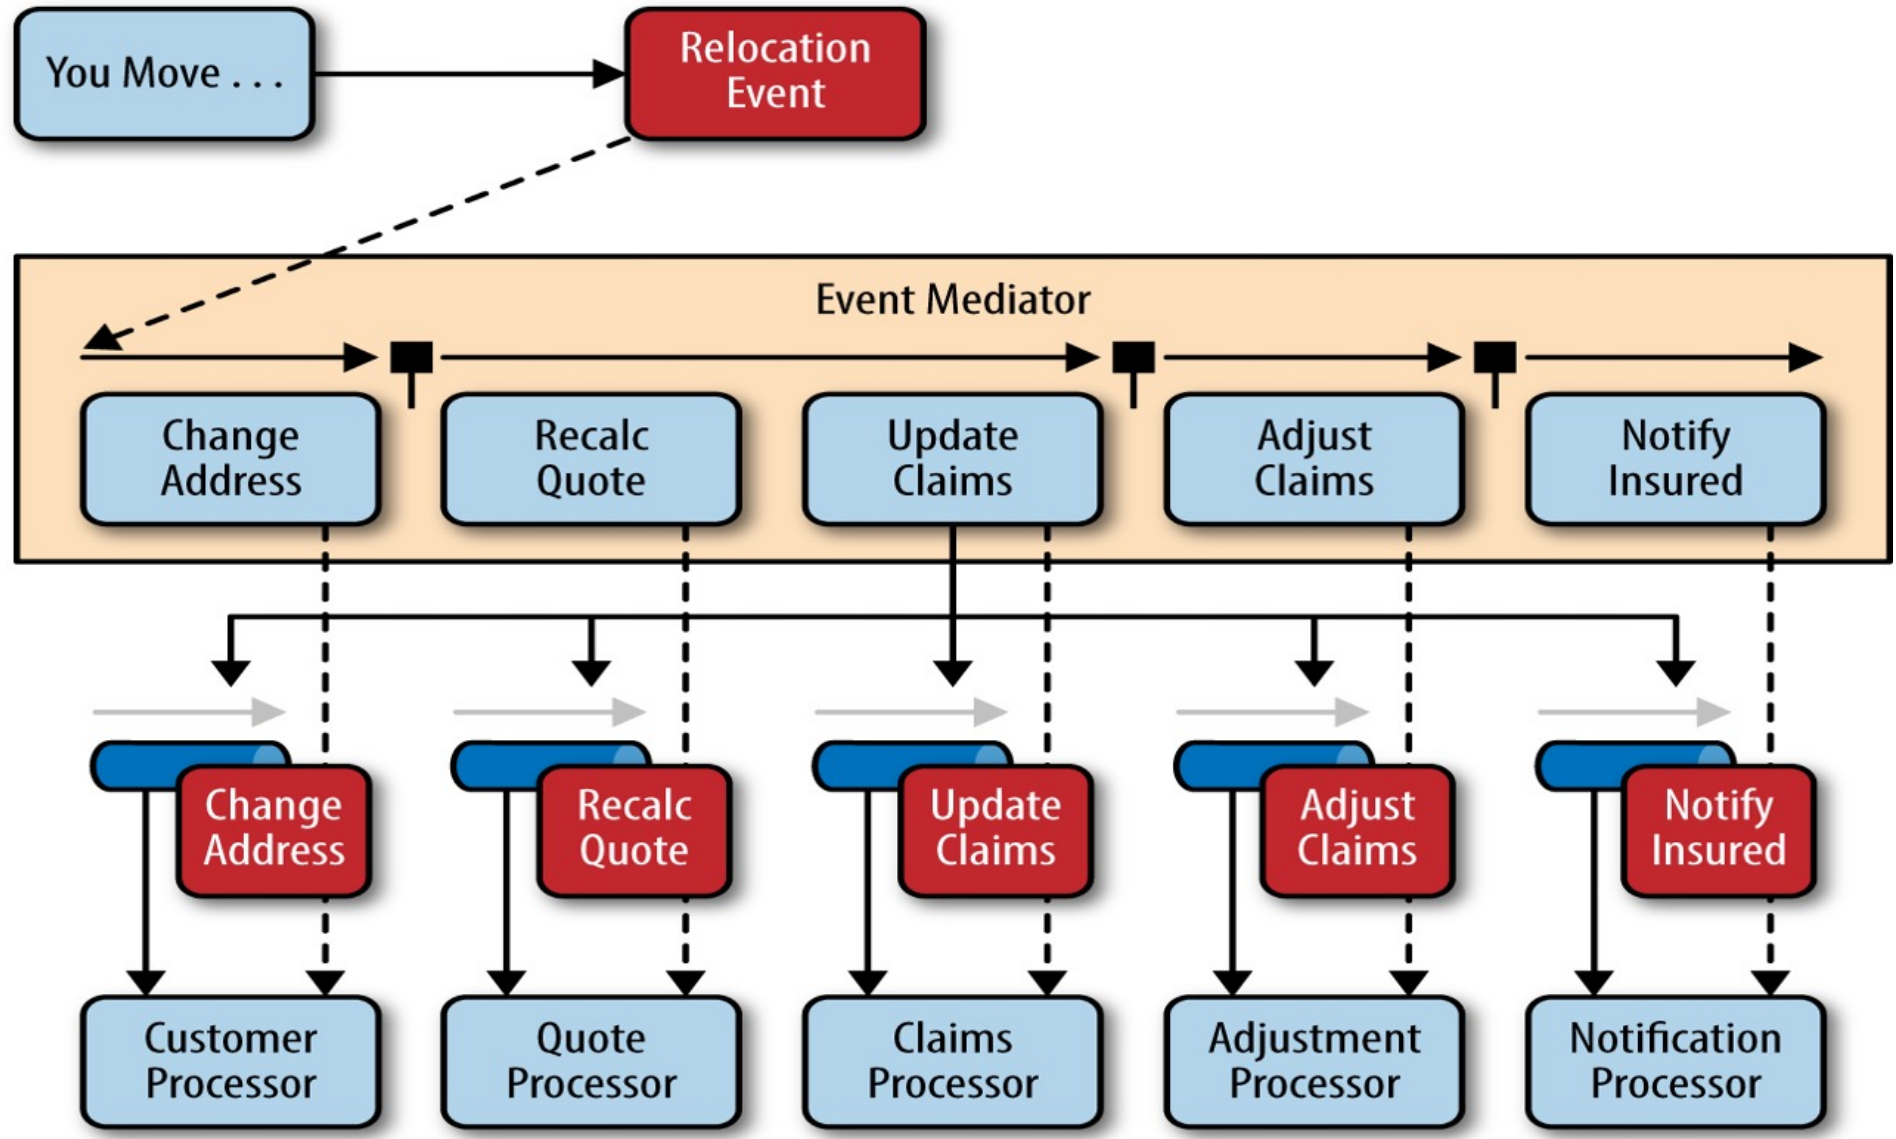 You Move . . .
Relocation
Event
Event Mediator
Change
Address
Recalc
Quote
Update
Claims
Adjust
Claims
Notify
Insured
Change
Address
Recalc
Quote
Update
Claims
Adjust
Claims
Notify
Insured
Customer
Processor
Quote
Processor
Claims
Processor
Adjustment
Processor
Notification
Processor